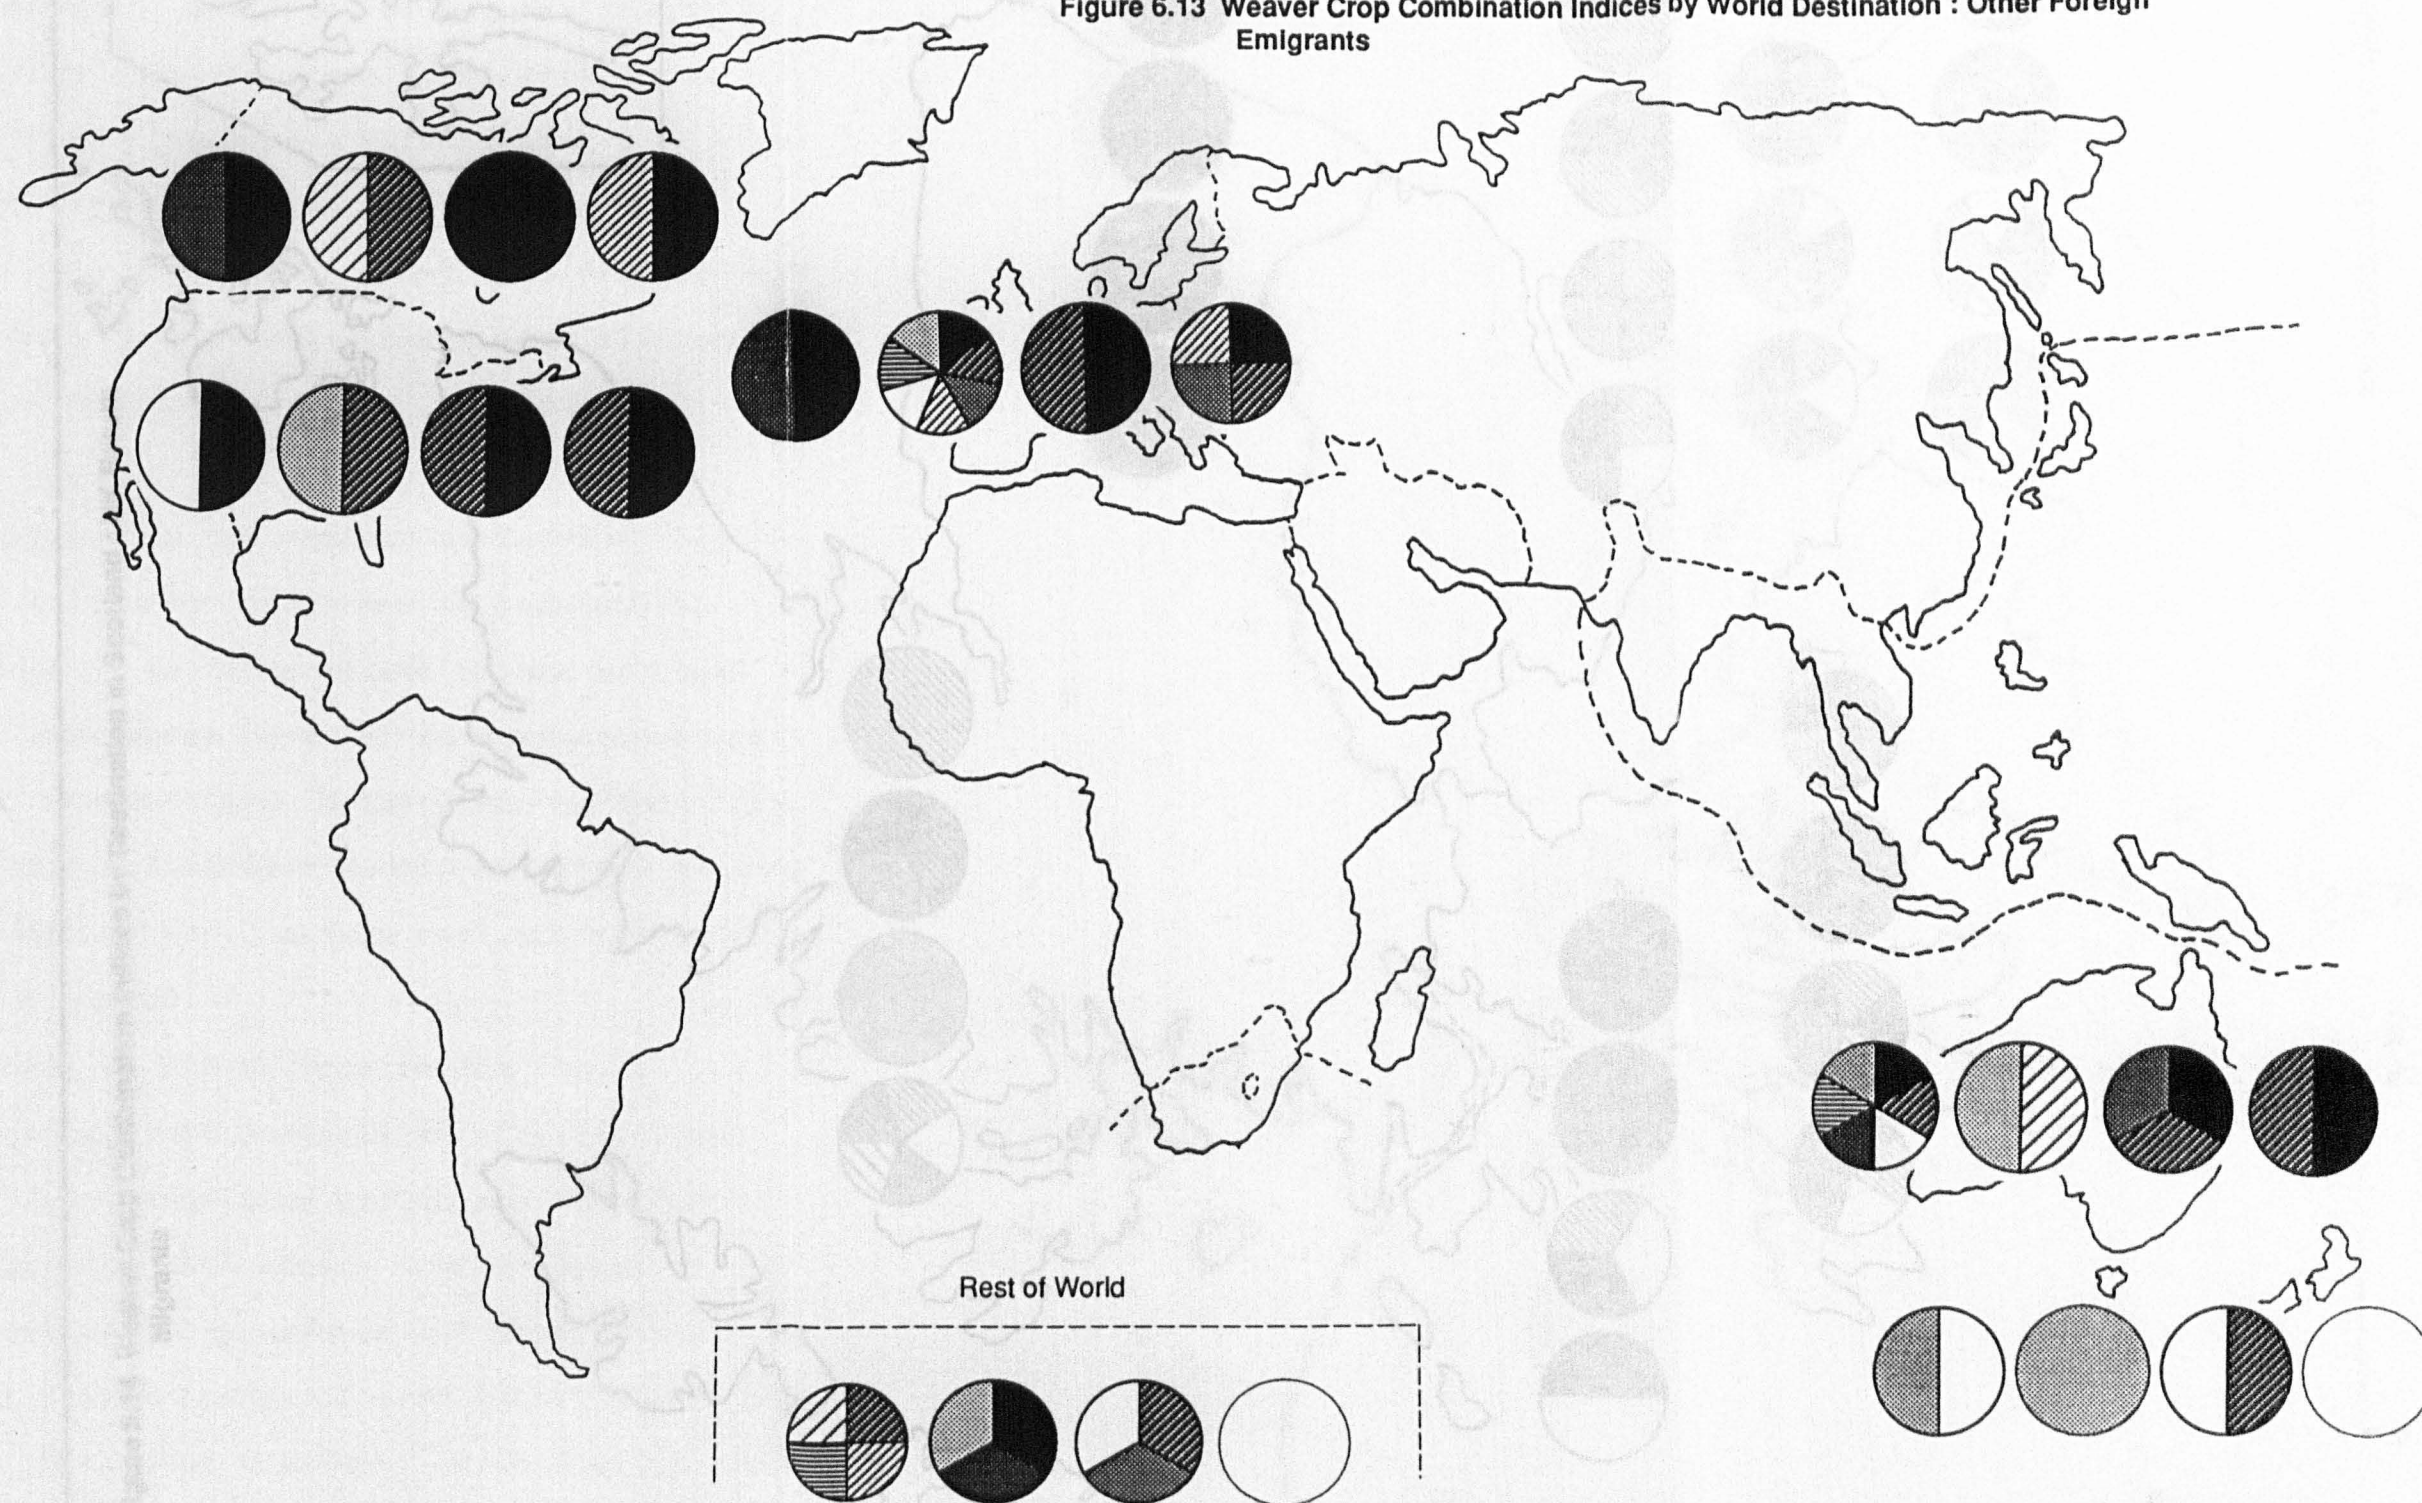 Figure 6.13 Weaver Crop Combination Indices by World Destination : Other Foreign
Emigrants
Rest of World